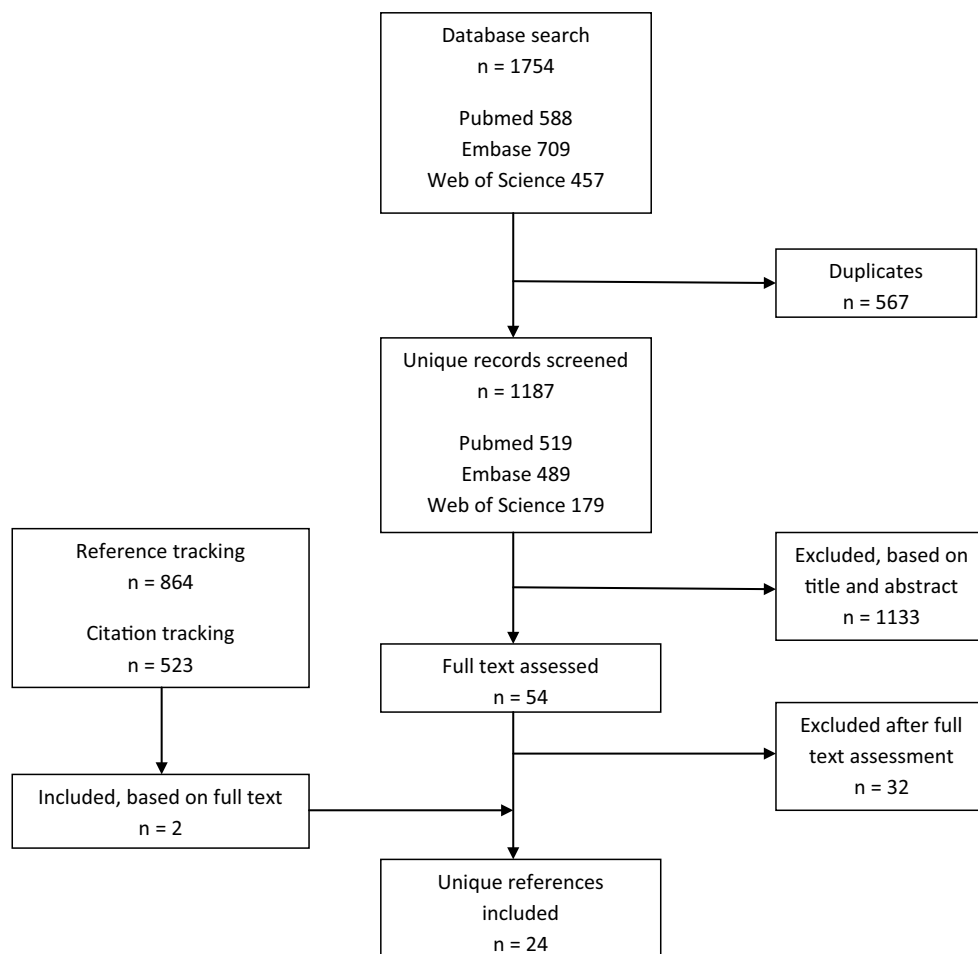 Database search
n = 1754
Pubmed 588
Embase 709
Web of Science 457
Duplicates
n = 567
Unique records screened
n = 1187
Pubmed 519
Embase 489
Web of Science 179
Reference tracking
n = 864
Citation tracking
n = 523
Excluded, based on
title and abstract
n = 1133
Full text assessed
n = 54
Excluded after full
text assessment
n = 32
Included, based on full text
n = 2
Unique references
included
n = 24